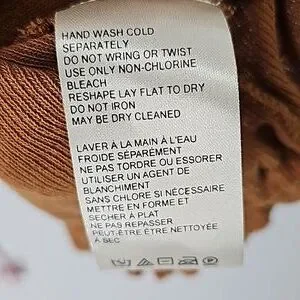 HAND WASH COLD
SEPARATELY
DO NOT WRING OR TWIST
USE ONLY NON-CHLORINE
BLEACH
RESHAPE LAY FLAT TO DRY
DO NOT IRON
MAY BE DRY CLEANED
LAVER À LA MAIN À L'EAU
FROIDE SÉPARÉMENT
NE PAS TORDRE OU ESSORER
UTILISER UN AGENT DE
BLANCHIMENT
SANS CHLORE SI NÉCESSAIRE
METTRE EN FORME ET
SECHER À PLAT
NE PAS REPASSER
PEUT-ÊTRE ÊTRE NETTOYÉE
À SEC